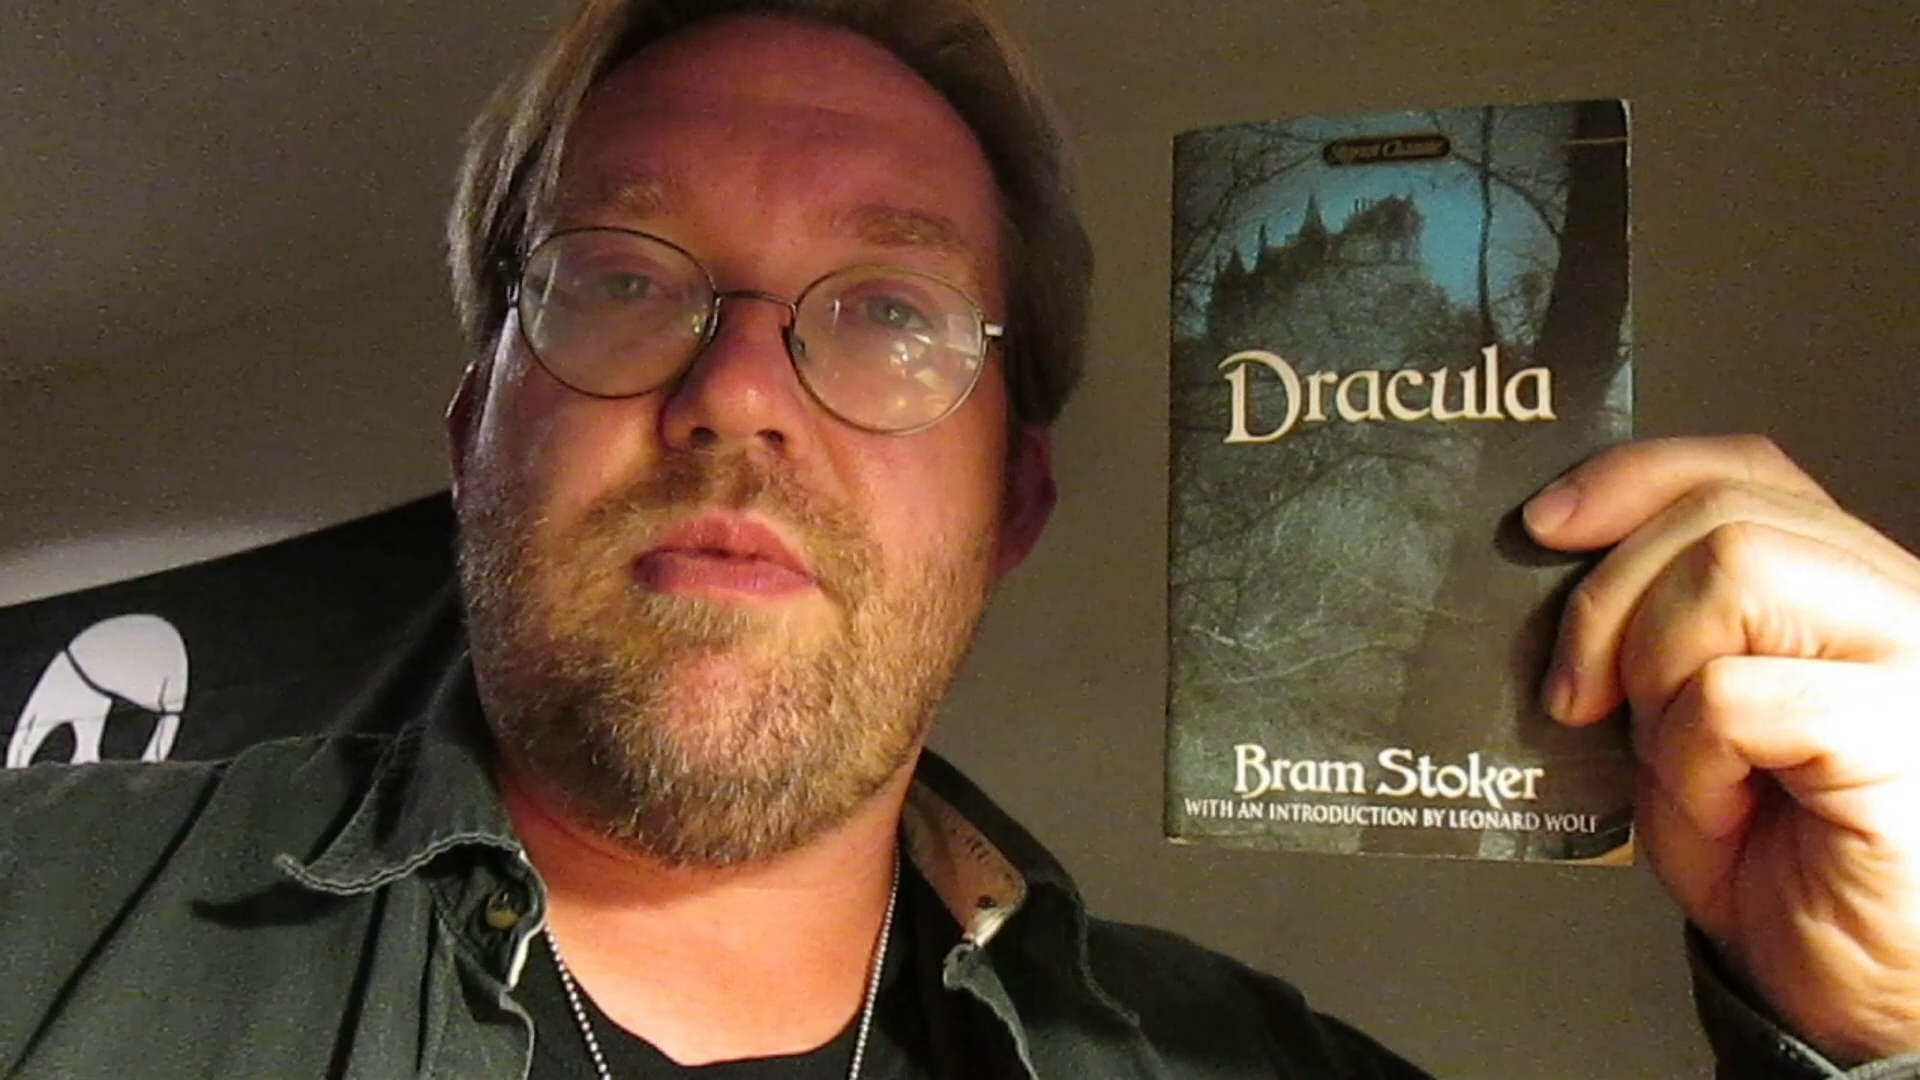 Signet Classic
Dracula
Bram Stoker
WITH AN INTRODUCTION BY LEONARD WOLF